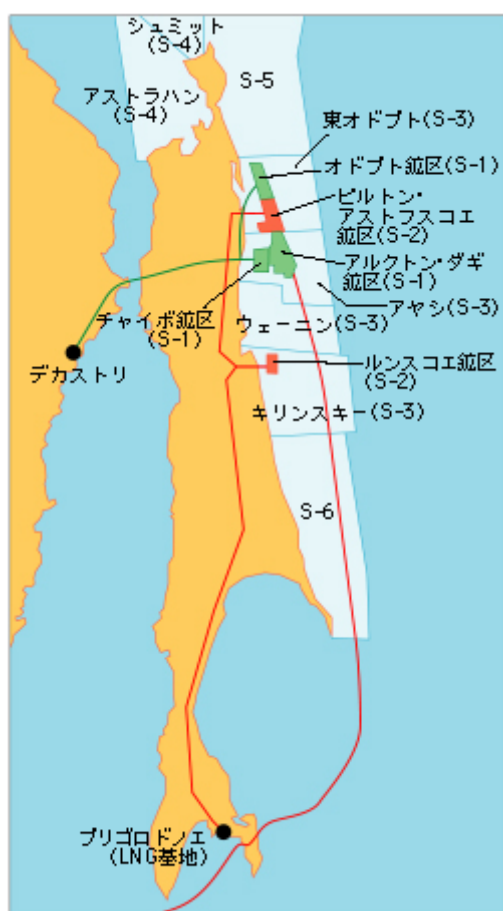 シュミット
(S-4)
S-5
アストラハン
(S-4)
東オドプト(S-3)
オドプト鉱区(S-1)
ピルトン・
アストフスコエ
鉱区(S-2)
アルクトン・ダギ
鉱区(S-1)
アヤシ(S-3)
チャイボ鉱区
(S-1)
ウェーニン(S-3)
デカストリ
ルンスコエ鉱区
(S-2)
キリンスキー(S-3)
S-6
プリゴロドノエ
(LNG基地)